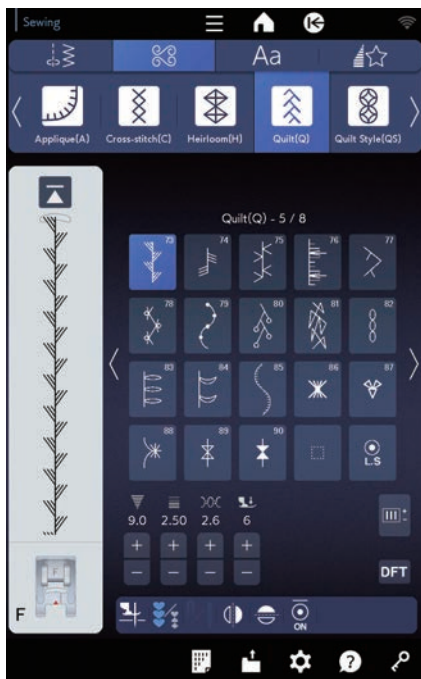 Sewing
Aa
Applique(A) Cross-stitch(C) Heirloom(H) Quilt(Q) Quilt Style(QS)
Quilt(Q) - 5 / 8
73 74 75 76 77
78 79 80 81 82
83 84 85 86 87
88 89 90 L.S
9.0 2.50 2.6 6
+ + + +
− − − −
DFT
F
ON
?